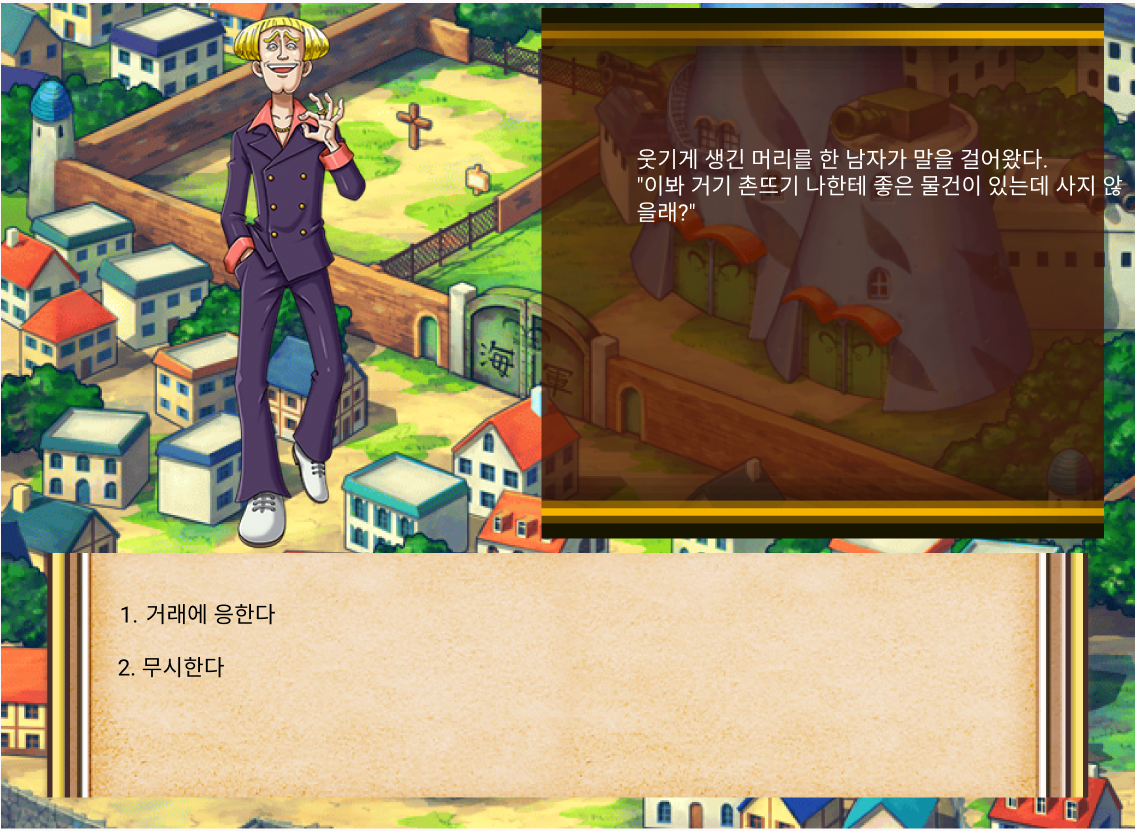 웃기게 생긴 머리를 한 남자가 말을 걸어왔다.
"이봐 거기 촌뜨기 나한테 좋은 물건이 있는데 사지 않
을래?"
海
軍
1. 거래에 응한다
2. 무시한다